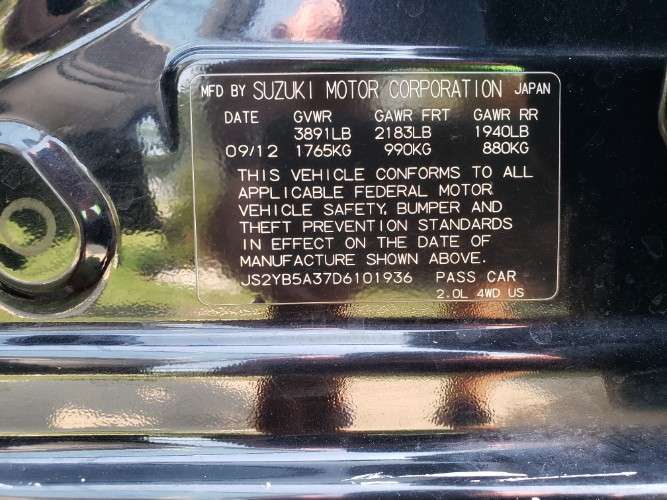 MFD BY SUZUKI MOTOR CORPORATION JAPAN
DATE GVWR GAWR FRT GAWR RR
3891LB 2183LB 1940LB
09/12 1765KG 990KG 880KG
THIS VEHICLE CONFORMS TO ALL
APPLICABLE FEDERAL MOTOR
VEHICLE SAFETY, BUMPER AND
THEFT PREVENTION STANDARDS
IN EFFECT ON THE DATE OF
MANUFACTURE SHOWN ABOVE.
JS2YB5A37D6101936 PASS CAR
2.0L 4WD US